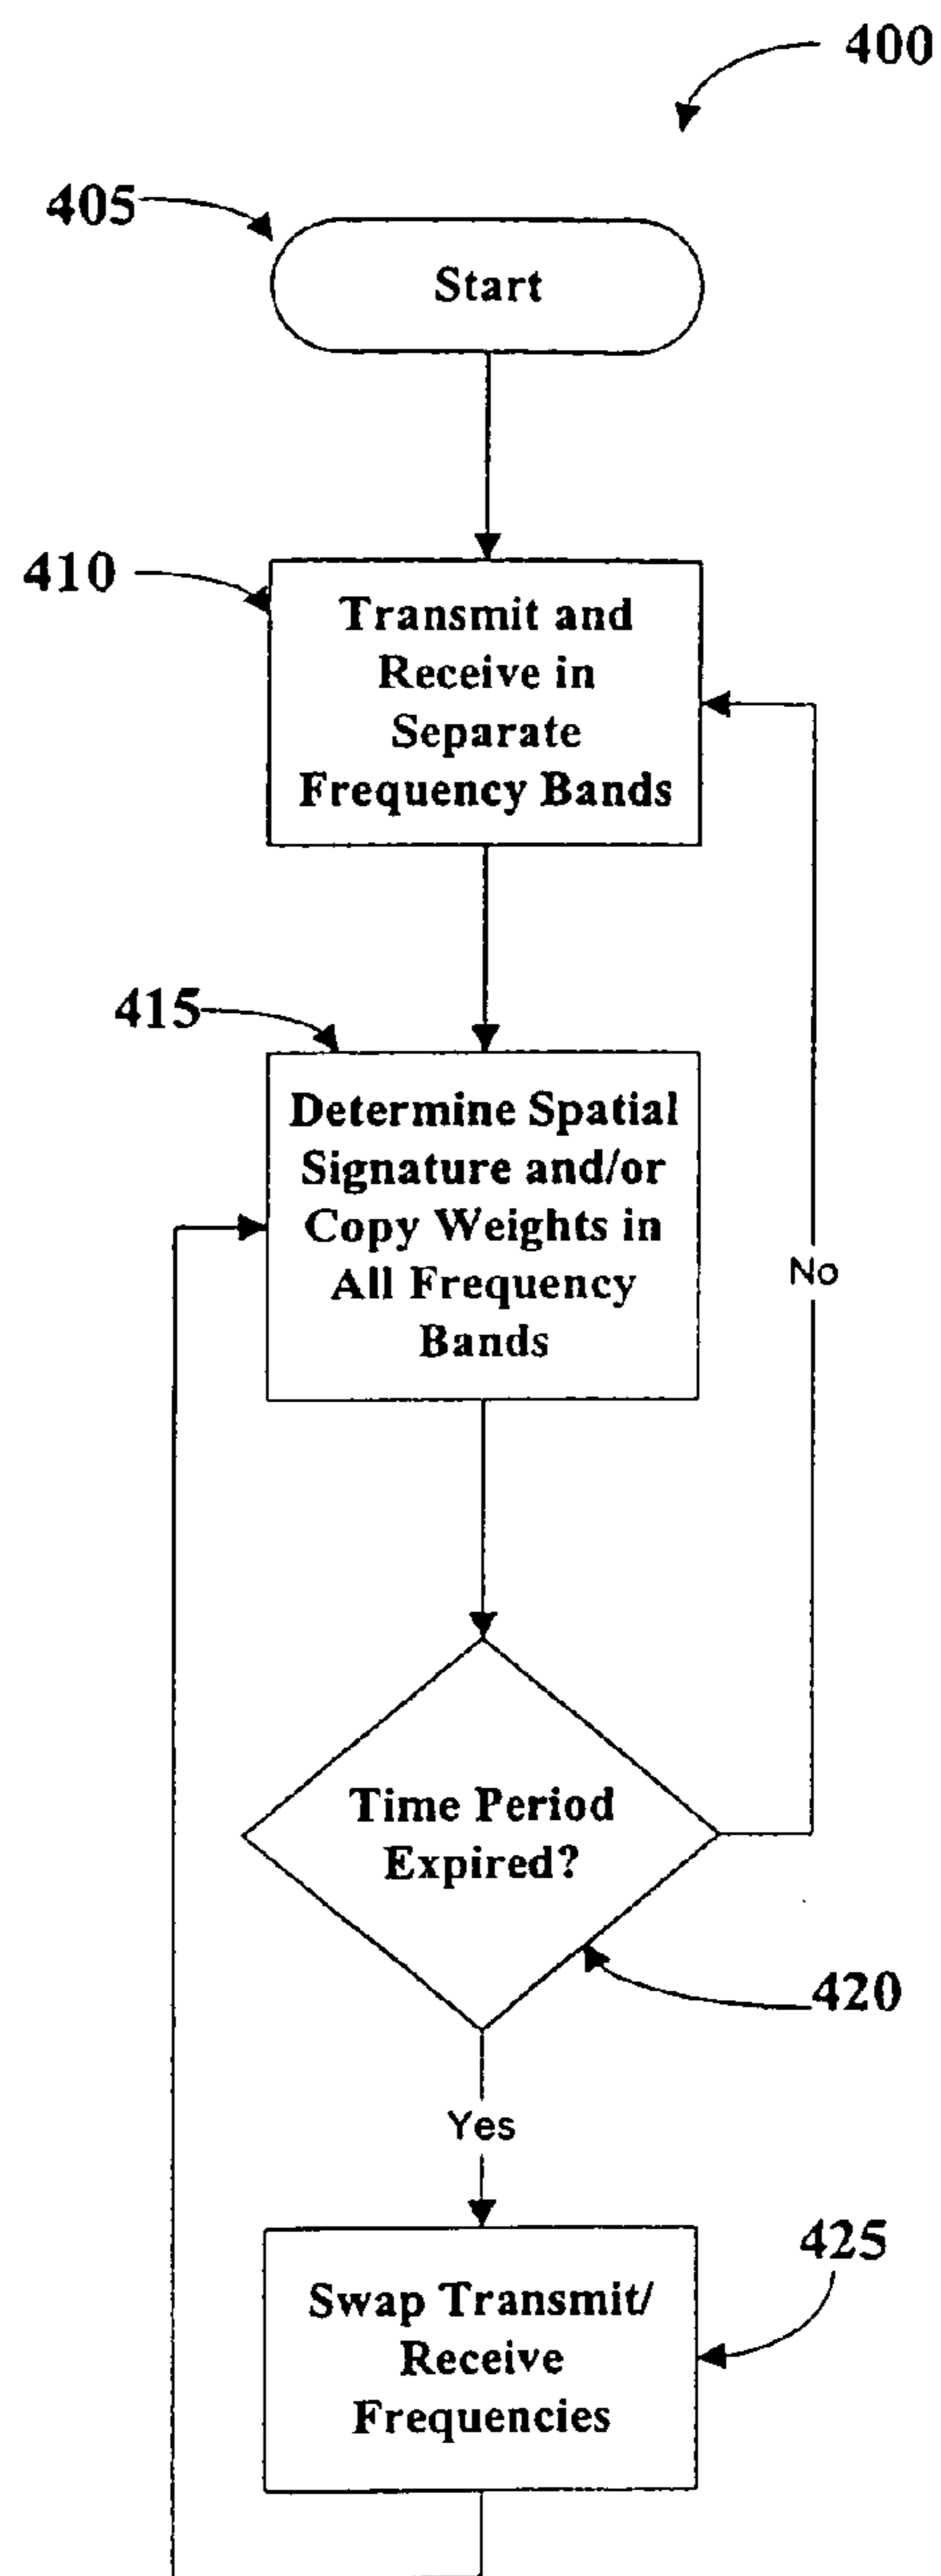 400
405
Start
410
Transmit and
Receive in
Separate
Frequency Bands
415
Determine Spatial
Signature and/or
Copy Weights in
All Frequency
Bands
No
Time Period
Expired?
420
Yes
425
Swap Transmit/
Receive
Frequencies